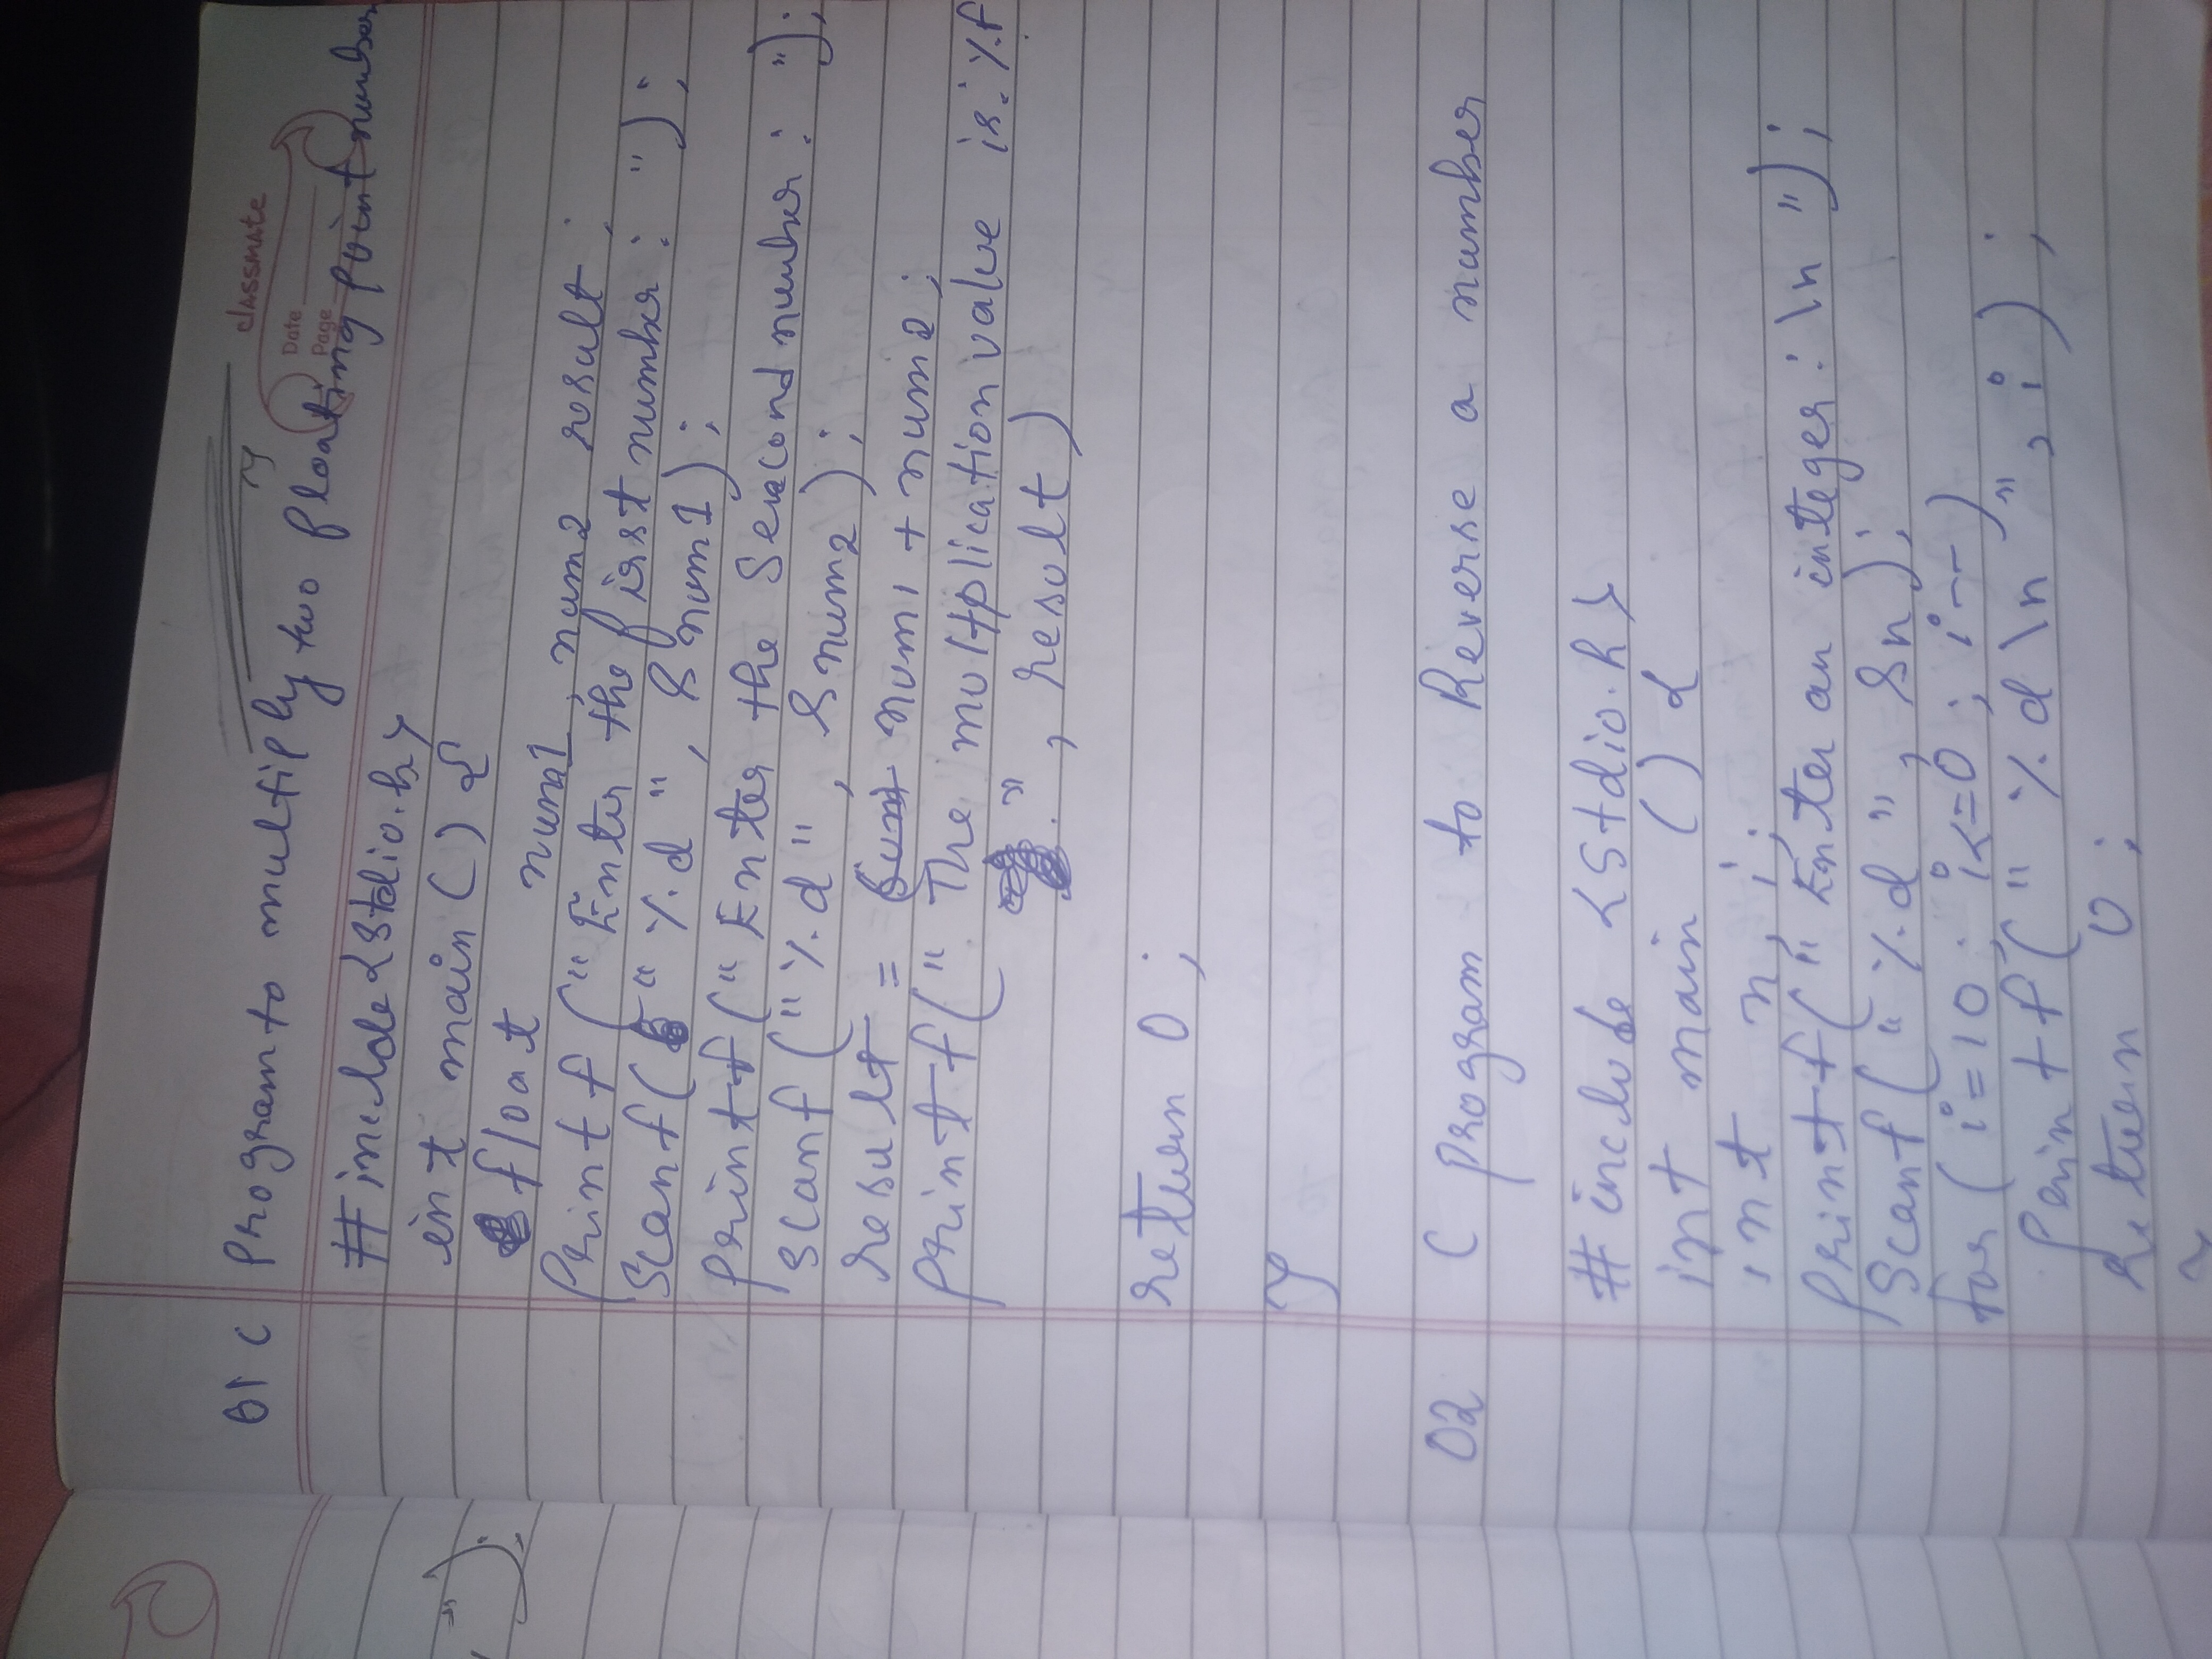 01 C Program to multiply two floating point number
classmate
Date
Page
#inclde<stdio.h>
int main () {
float num1, num2 result ;
Printf ("Enter the first number : ");
Scanf( "%d", &num1);
printf("Enter the Seacond number : ");
scanf ("%d", &num2);
result = num1 + num2;
printf(" The multplication value is: %f
", result)
return 0 ;
}
02 C program to Reverse a number
#include <Stdio.h>
int main () {
int n, i;
printf(" Enter an integer: \n ");
Scanf("%d", &n);
for ( i=10 ; i<=0 ; i--)
printf(" %d \n ", i) ;
return 0 ;
");